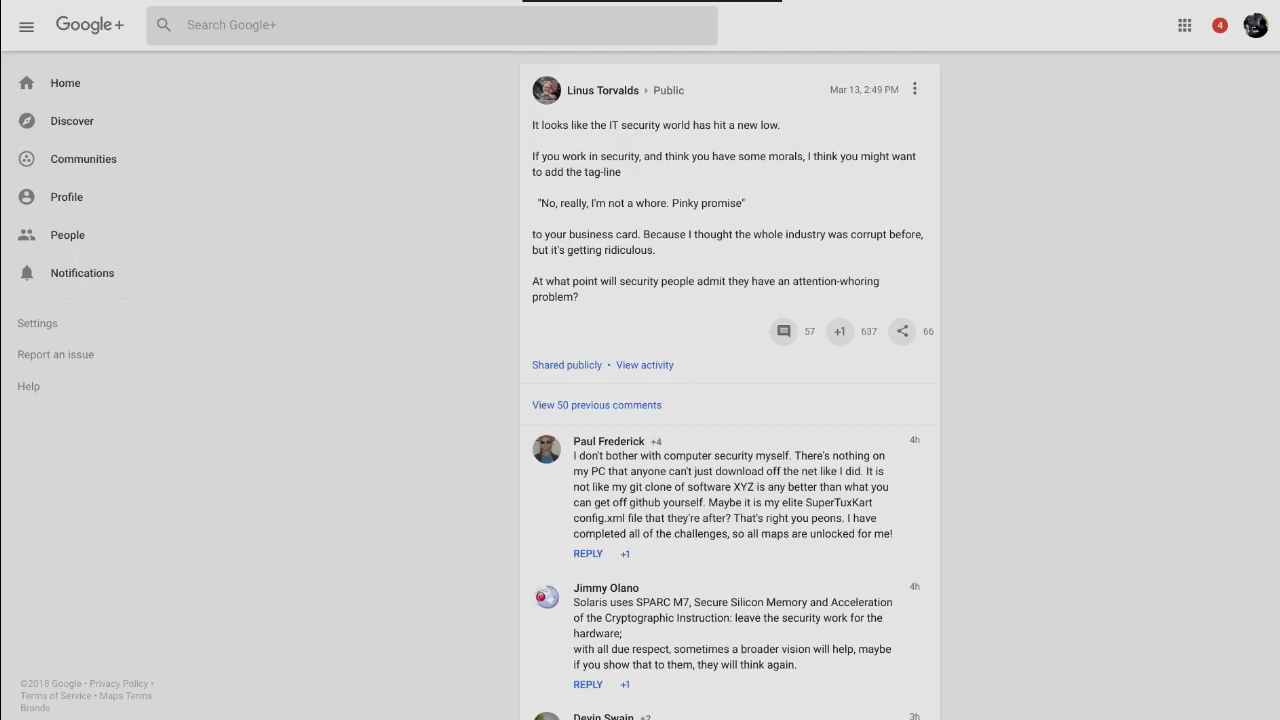 Google+
Search Google+
4
Home
Discover
Communities
Profile
People
Notifications
Settings
Report an issue
Help
©2018 Google • Privacy Policy •
Terms of Service • Maps Terms
Brands
Linus Torvalds ▸ Public
Mar 13, 2:49 PM
It looks like the IT security world has hit a new low.
If you work in security, and think you have some morals, I think you might want
to add the tag-line
"No, really, I'm not a whore. Pinky promise"
to your business card. Because I thought the whole industry was corrupt before,
but it's getting ridiculous.
At what point will security people admit they have an attention-whoring
problem?
57 +1 637 66
Shared publicly • View activity
View 50 previous comments
Paul Frederick +4
4h
I don't bother with computer security myself. There's nothing on
my PC that anyone can't just download off the net like I did. It is
not like my git clone of software XYZ is any better than what you
can get off github yourself. Maybe it is my elite SuperTuxKart
config.xml file that they're after? That's right you peons. I have
completed all of the challenges, so all maps are unlocked for me!
REPLY +1
Jimmy Olano
4h
Solaris uses SPARC M7, Secure Silicon Memory and Acceleration
of the Cryptographic Instruction: leave the security work for the
hardware;
with all due respect, sometimes a broader vision will help, maybe
if you show that to them, they will think again.
REPLY +1
Devin Swain +2
3h